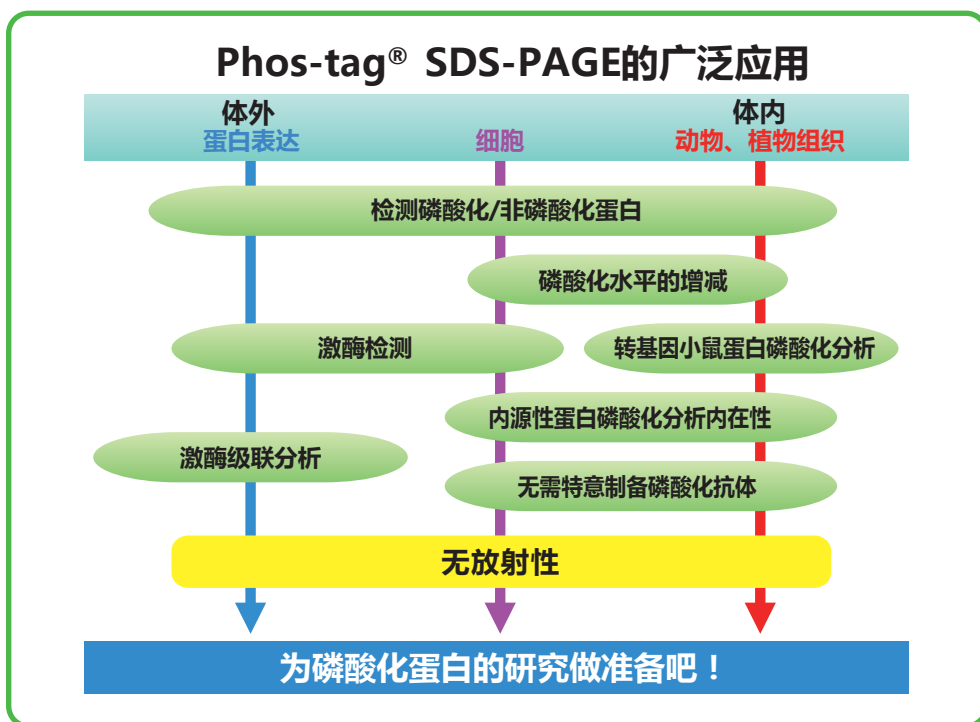 Phos-tag® SDS-PAGE的广泛应用
体外 体内
蛋白表达 细胞 动物、植物组织
检测磷酸化/非磷酸化蛋白
磷酸化水平的增减
激酶检测 转基因小鼠蛋白磷酸化分析
内源性蛋白磷酸化分析内在性
激酶级联分析
无需特意制备磷酸化抗体
无放射性
为磷酸化蛋白的研究做准备吧！